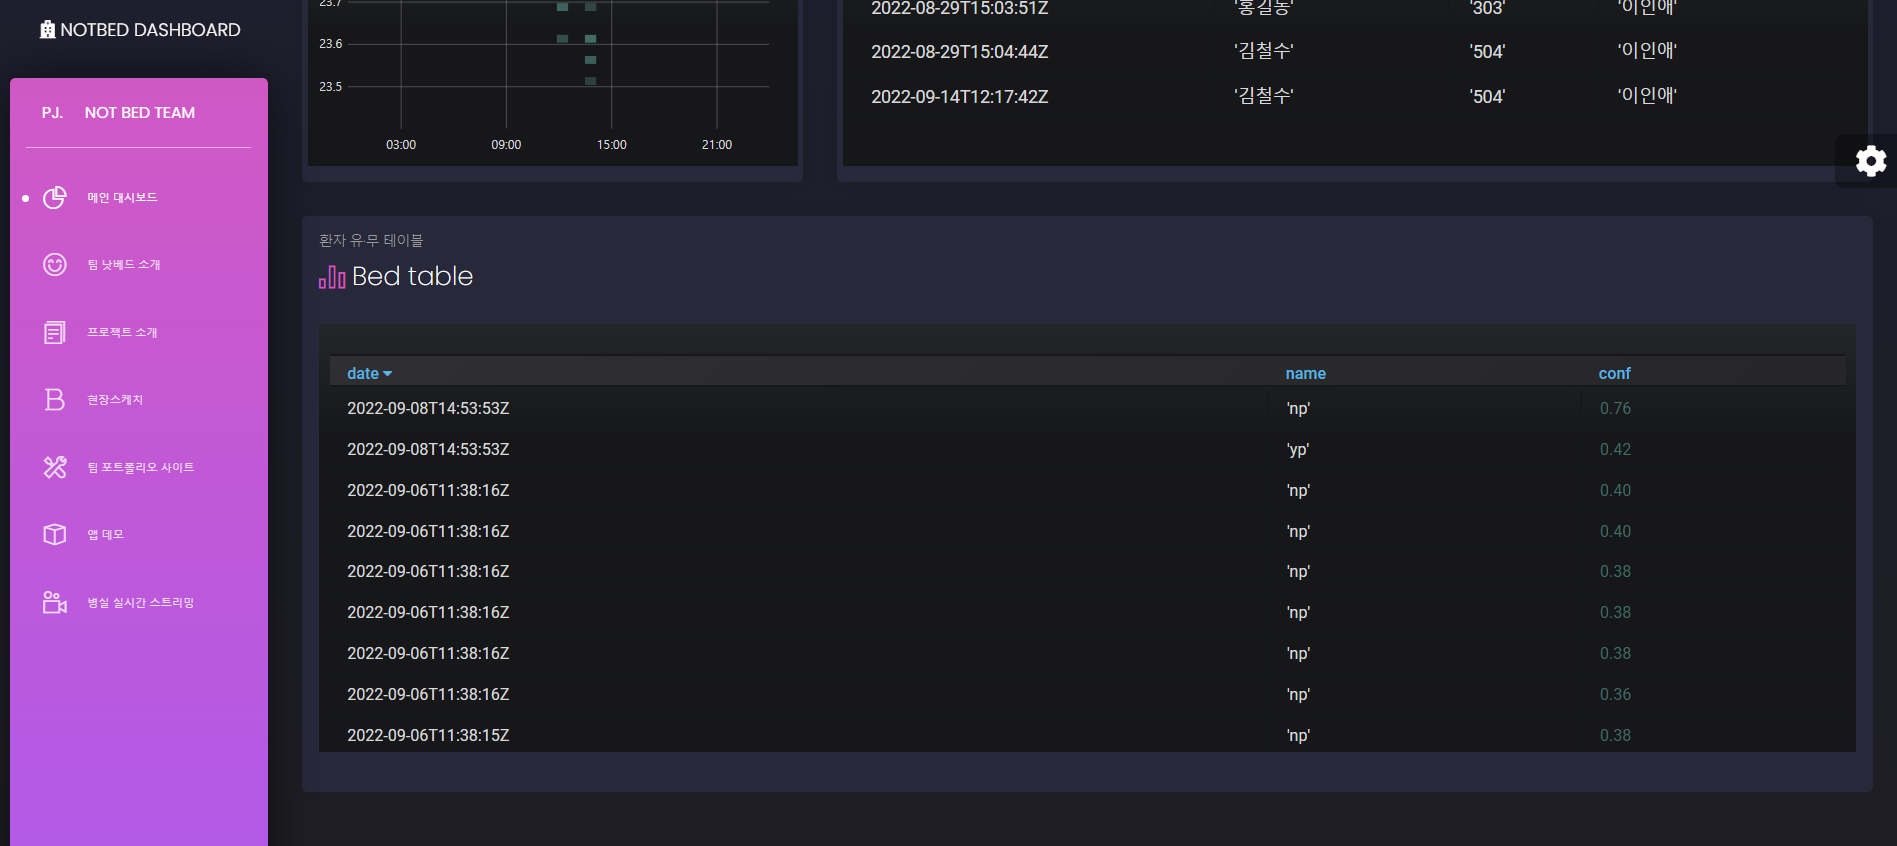 NOTBED DASHBOARD
PJ. NOT BED TEAM
메인 대시보드
팀 낫베드 소개
프로젝트 소개
현장스케치
팀 포트폴리오 사이트
앱 데모
병실 실시간 스트리밍
23.7
23.6
23.5
03:00 09:00 15:00 21:00
2022-08-29T15:03:51Z '홍길동' '303' '이인애'
2022-08-29T15:04:44Z '김철수' '504' '이인애'
2022-09-14T12:17:42Z '김철수' '504' '이인애'
환자 유·무 테이블
Bed table
date name conf
2022-09-08T14:53:53Z 'np' 0.76
2022-09-08T14:53:53Z 'yp' 0.42
2022-09-06T11:38:16Z 'np' 0.40
2022-09-06T11:38:16Z 'np' 0.40
2022-09-06T11:38:16Z 'np' 0.38
2022-09-06T11:38:16Z 'np' 0.38
2022-09-06T11:38:16Z 'np' 0.38
2022-09-06T11:38:16Z 'np' 0.36
2022-09-06T11:38:15Z 'np' 0.38